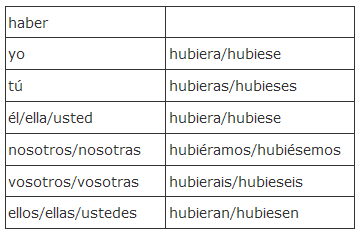 haber
yo hubiera/hubiese
tú hubieras/hubieses
él/ella/usted hubiera/hubiese
nosotros/nosotras hubiéramos/hubiésemos
vosotros/vosotras hubierais/hubieseis
ellos/ellas/ustedes hubieran/hubiesen